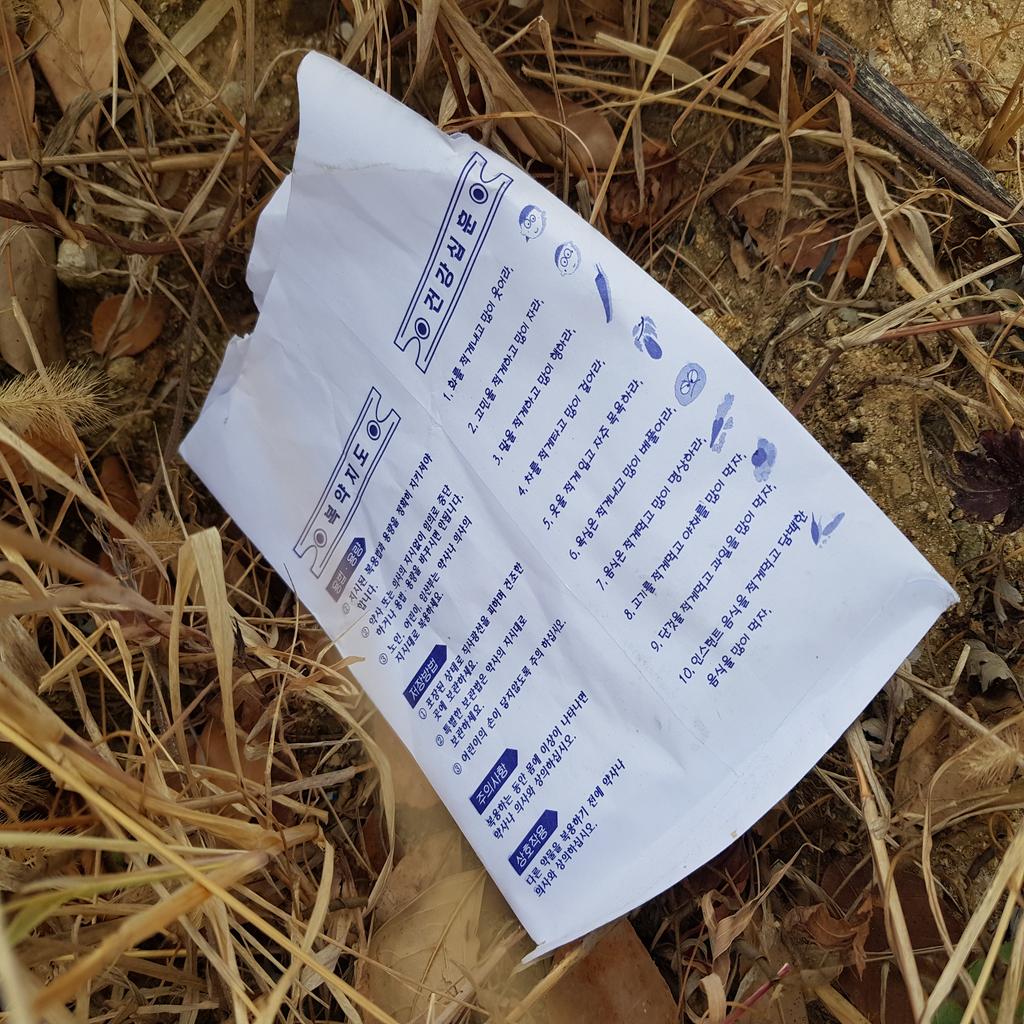 복 약 지 도
용법·용량
① 지시된 복용법과 용량을 정확히 지키셔야
합니다.
② 약사 또는 의사의 지시없이 임의로 중단
하거나 용법·용량을 바꾸시면 안됩니다.
③ 노인, 어린이, 임산부는 약사나 의사의
지시대로 복용하세요.
저장방법
① 포장된 상태로 직사광선을 피하며 건조한
곳에 보관하세요.
② 특별한 보관법은 약사의 지시대로
보관하세요.
③ 어린이의 손이 닿지않도록 주의 하십시오.
주의사항
복용하는 동안 몸에 이상이 나타나면
약사나 의사와 상의하십시오.
상호작용
다른 약물을 복용하기 전에 약사나
의사와 상의하십시오.
건 강 십 훈
1. 화를 적게내고 많이 웃어라.
2. 고민을 적게하고 많이 자라.
3. 말을 적게하고 많이 행하라.
4. 차를 적게타고 많이 걸어라.
5. 옷을 적게 입고 자주 목욕하라.
6. 욕심은 적게내고 많이 베풀어라.
7. 음식은 적게먹고 많이 명상하라.
8. 고기를 적게먹고 야채를 많이 먹자.
9. 단것을 적게먹고 과일을 많이 먹자.
10. 인스턴트 음식을 적게먹고 담백한
음식을 많이 먹자.